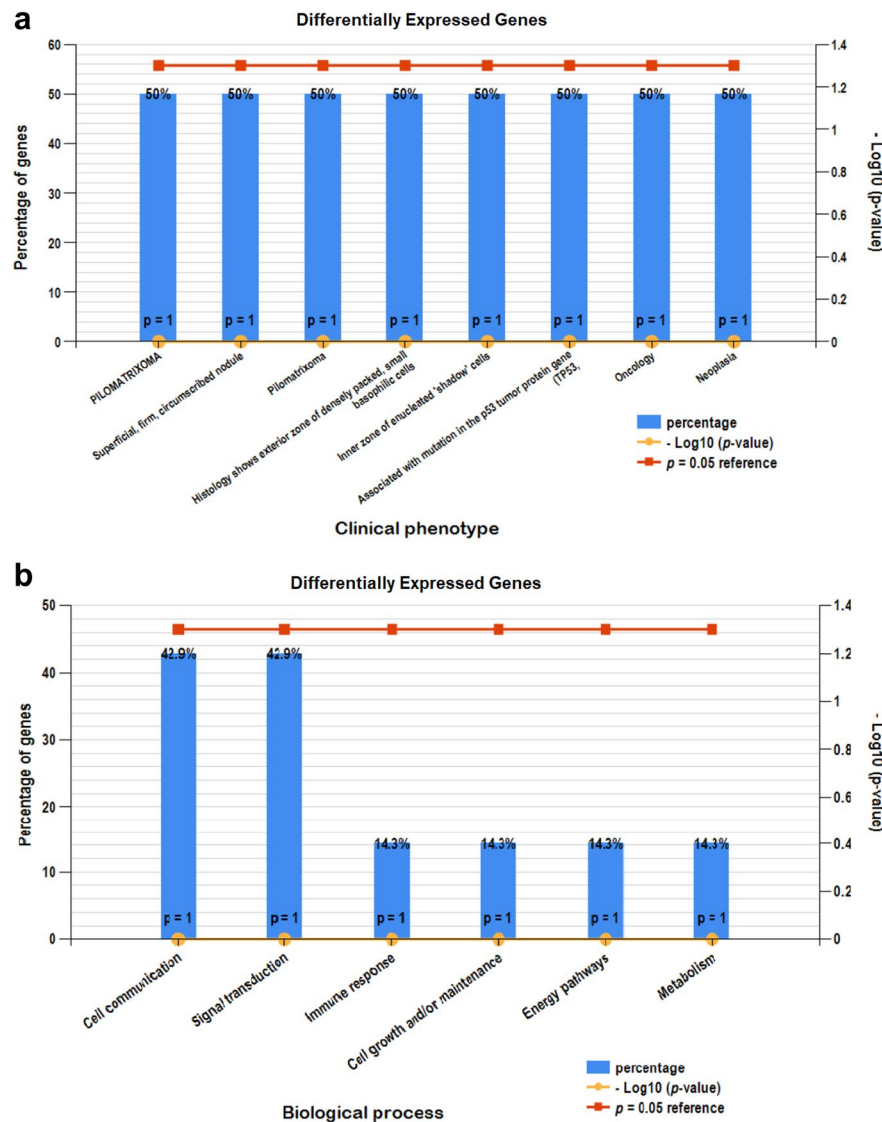 a
Differentially Expressed Genes
60
50
40
30
20
10
0
Percentage of genes
1.4
1.2
1
0.8
0.6
0.4
0.2
0
- Log10 (p-value)
50% 50% 50% 50% 50% 50% 50% 50%
p = 1 p = 1 p = 1 p = 1 p = 1 p = 1 p = 1 p = 1
PILOMATRIXOMA
Superficial, firm, circumscribed nodule
Pilomatrixoma
Histology shows exterior zone of densely packed, small
basophilic cells
Inner zone of enucleated 'shadow' cells
Associated with mutation in the p53 tumor protein gene
(TP53,
Oncology
Neoplasia
percentage
- Log10 (p-value)
p = 0.05 reference
Clinical phenotype
b
Differentially Expressed Genes
50
40
30
20
10
0
Percentage of genes
1.4
1.2
1
0.8
0.6
0.4
0.2
0
- Log10 (p-value)
42.9% 42.9% 14.3% 14.3% 14.3% 14.3%
p = 1 p = 1 p = 1 p = 1 p = 1 p = 1
Cell communication
Signal transduction
Immune response
Cell growth and/or maintenance
Energy pathways
Metabolism
percentage
- Log10 (p-value)
p = 0.05 reference
Biological process